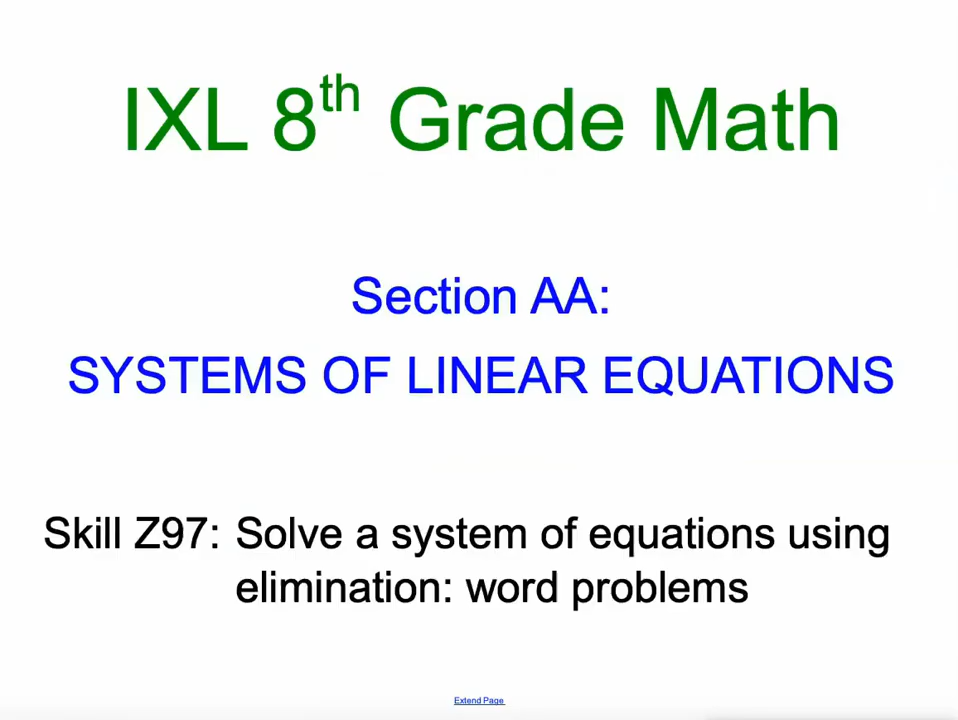 IXL 8th Grade Math
Section AA:
SYSTEMS OF LINEAR EQUATIONS
Skill Z97: Solve a system of equations using
elimination: word problems
Extend Page